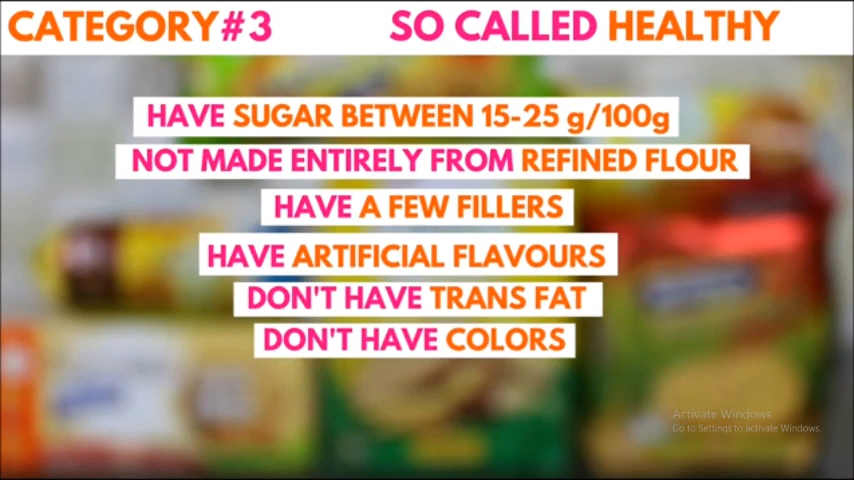 CATEGORY#3 SO CALLED HEALTHY
HAVE SUGAR BETWEEN 15-25 g/100g
NOT MADE ENTIRELY FROM REFINED FLOUR
HAVE A FEW FILLERS
HAVE ARTIFICIAL FLAVOURS
DON'T HAVE TRANS FAT
DON'T HAVE COLORS
Activate Windows
Go to Settings to activate Windows.